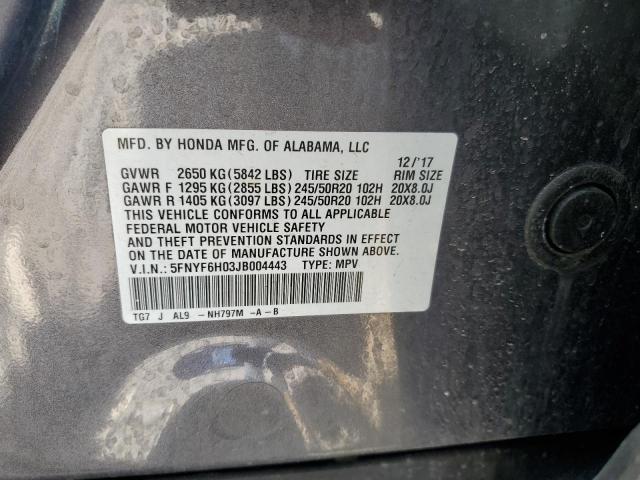 MFD. BY HONDA MFG. OF ALABAMA, LLC
12/'17
GVWR 2650 KG(5842 LBS) TIRE SIZE RIM SIZE
GAWR F 1295 KG(2855 LBS)245/50R20 102H 20X8.0J
GAWR R 1405 KG(3097 LBS)245/50R20 102H 20X8.0J
THIS VEHICLE CONFORMS TO ALL APPLICABLE
FEDERAL MOTOR VEHICLE SAFETY
AND THEFT PREVENTION STANDARDS IN EFFECT
ON THE DATE OF MANUFACTURE SHOWN ABOVE.
V.I.N.: 5FNYF6H03JB004443 TYPE: MPV
TG7 J AL9 -NH797M -A-B